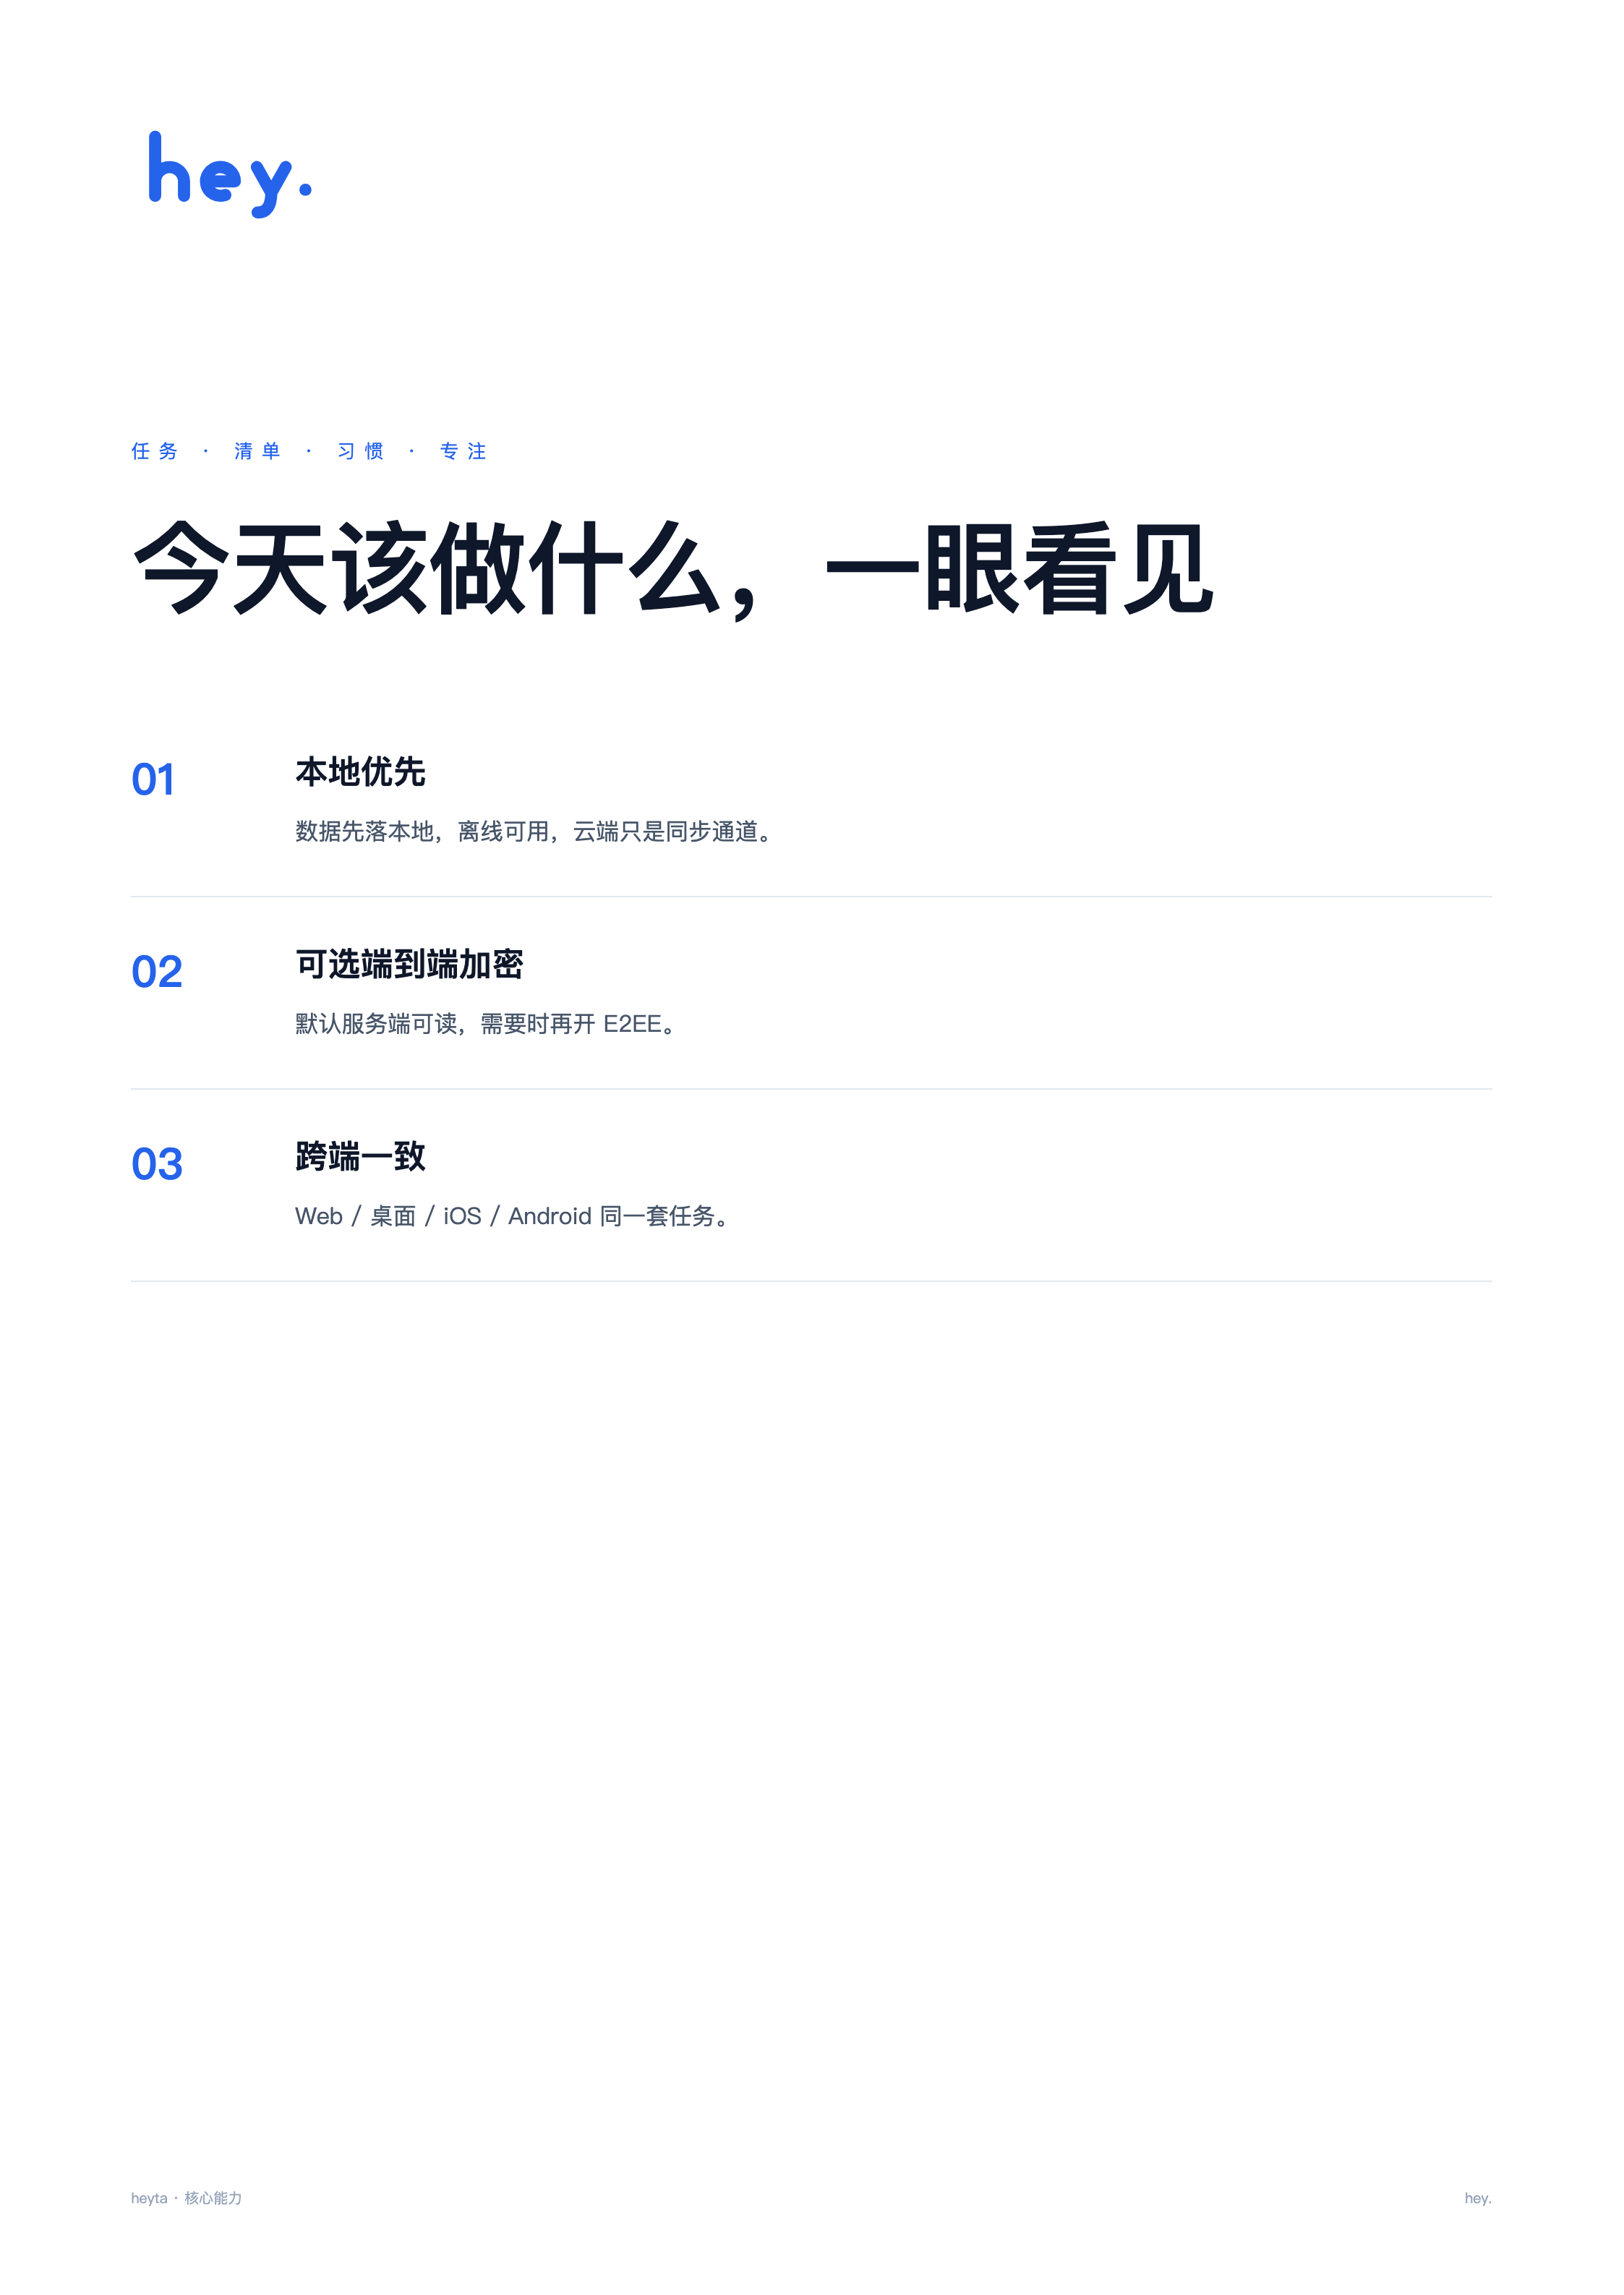 hey.
任务 · 清单 · 习惯 · 专注
今天该做什么，一眼看见
01 本地优先
数据先落本地，离线可用，云端只是同步通道。
02 可选端到端加密
默认服务端可读，需要时再开 E2EE。
03 跨端一致
Web / 桌面 / iOS / Android 同一套任务。
heyta · 核心能力 hey.